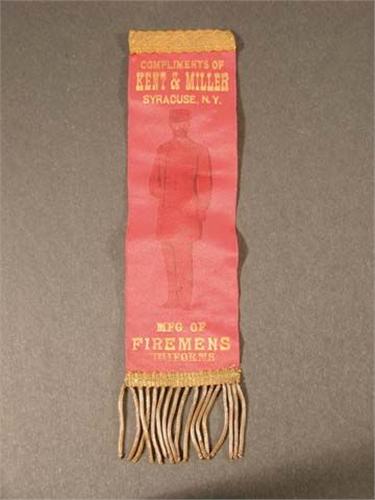 COMPLIMENTS OF
KENT & MILLER
SYRACUSE, N.Y.
MFG. OF
FIREMENS
UNIFORMS